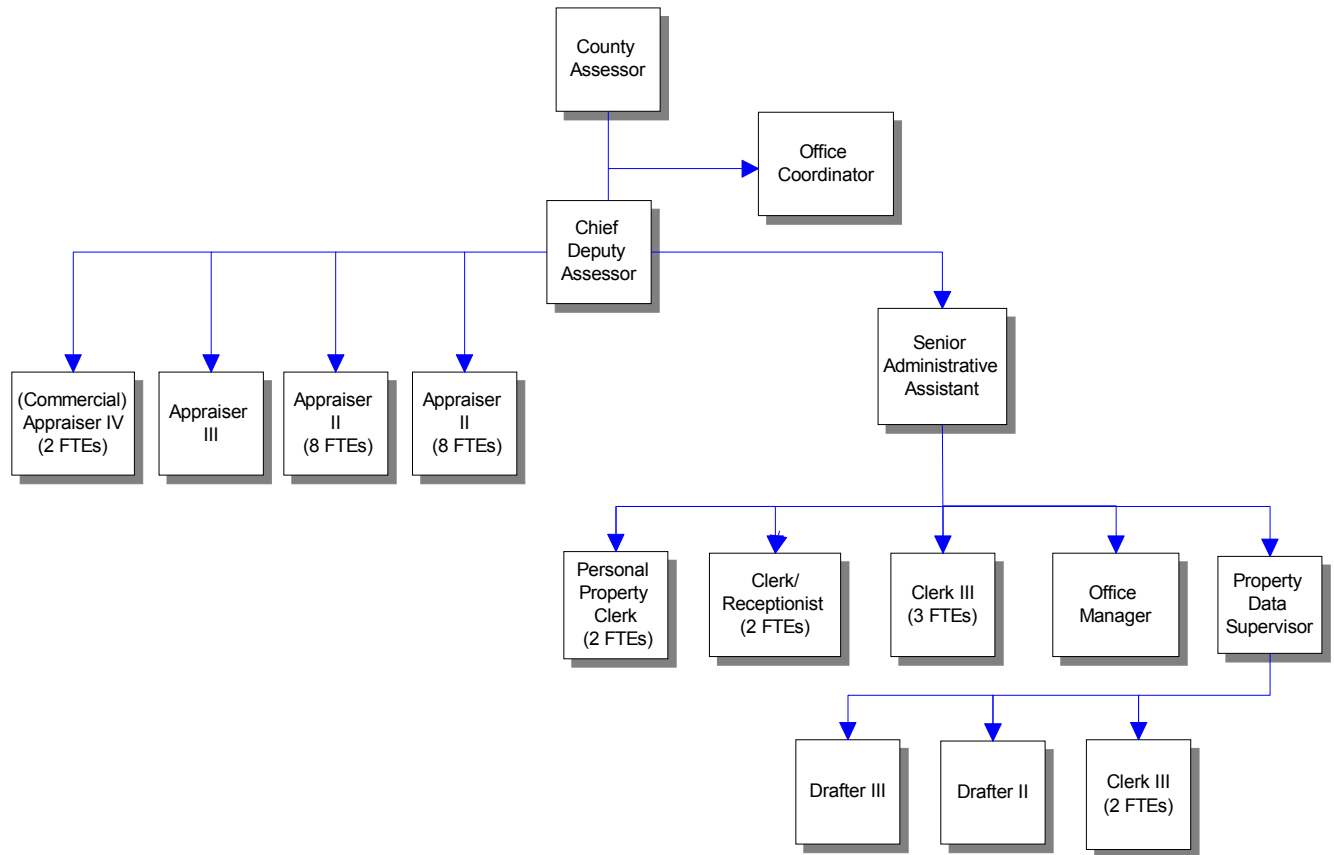 County
Assessor
Office
Coordinator
Chief
Deputy
Assessor
Senior
Administrative
Assistant
(Commercial)
Appraiser IV
(2 FTEs)
Appraiser
III
Appraiser
II
(8 FTEs)
Appraiser
II
(8 FTEs)
Personal
Property
Clerk
(2 FTEs)
Clerk/
Receptionist
(2 FTEs)
Clerk III
(3 FTEs)
Office
Manager
Property
Data
Supervisor
Drafter III
Drafter II
Clerk III
(2 FTEs)